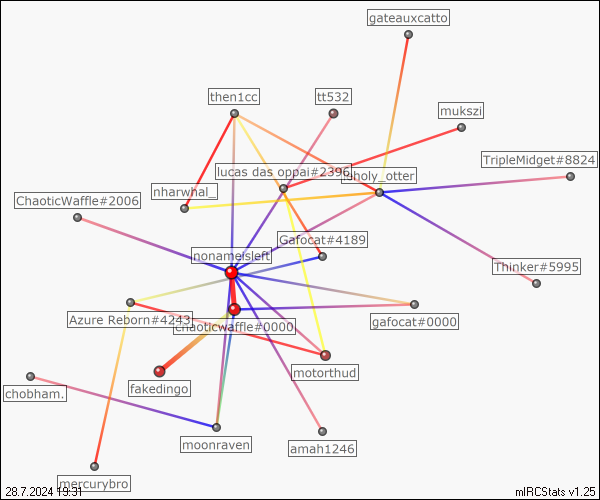 gateauxcatto
then1cc
tt532
mukszi
TripleMidget#8824
lucas das oppai#2396
holy_otter
nharwhal_
ChaoticWaffle#2006
Gafocat#4189
nonameisleft
Thinker#5995
Azure Reborn#4243
chaoticwaffle#0000
gafocat#0000
motorthud
fakedingo
chobham.
moonraven
amah1246
mercurybro
28.7.2024 19:31
mIRCStats v1.25